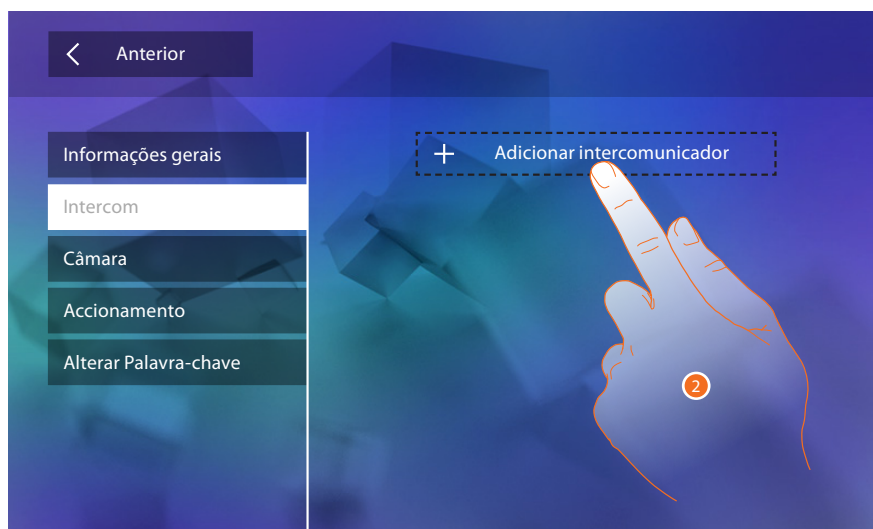 Anterior
Informações gerais
Intercom
Câmara
Accionamento
Alterar Palavra-chave
+ Adicionar intercomunicador
2